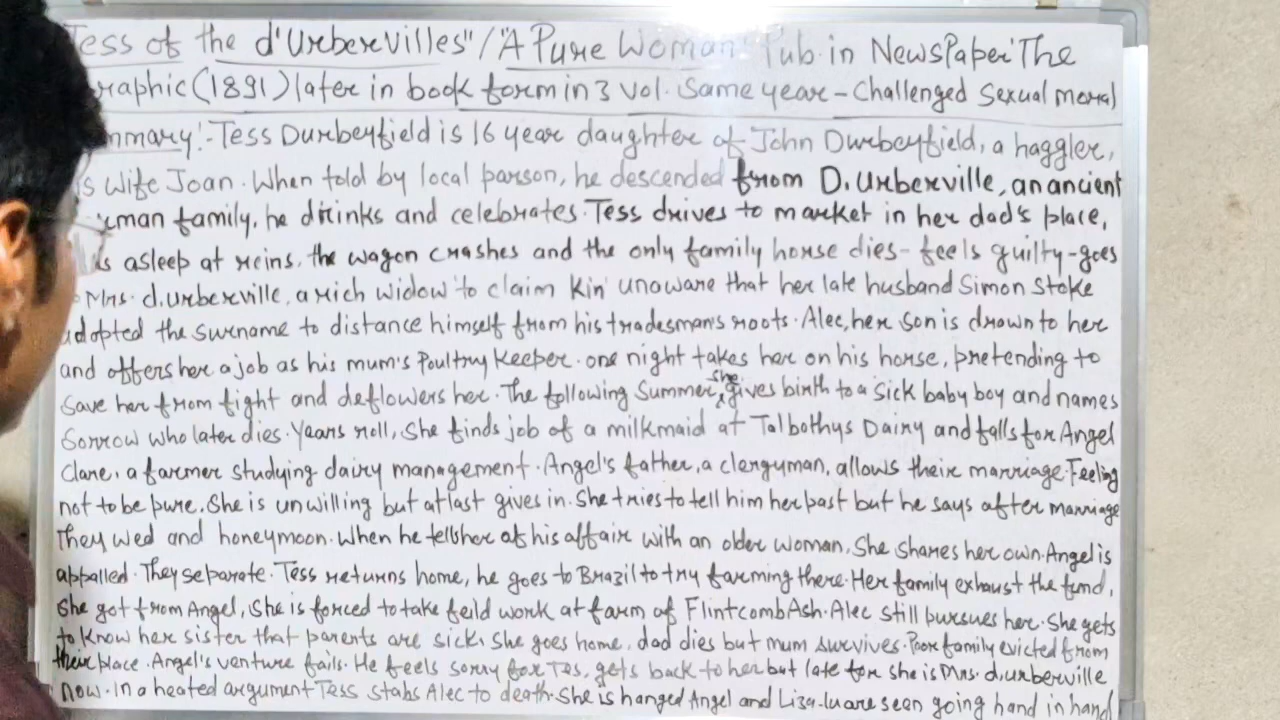 Tess of the d'Urbervilles"/"A Pure Woman" Pub. in NewsPaper 'The
raphic (1891) later in book form in 3 vol. same year - Challenged sexual moral
mmary:- Tess Durbeyfield is 16 year daughter of John Durbeyfield, a haggler,
s wife Joan. When told by local parson, he descended from D. Urberville, an ancient
man family, he drinks and celebrates. Tess drives to market in her dad's place,
s asleep at reins, the wagon crashes and the only family horse dies - feels guilty - goes
Mrs. d.urberville, a rich widow 'to claim kin' unaware that her late husband Simon Stoke
adopted the surname to distance himself from his tradesman's roots. Alec, her son is drawn to her
and offers her a job as his mum's Poultry Keeper. one night takes her on his horse, pretending to
save her from fight and deflowers her. The following Summer, she gives birth to a sick baby boy and names
Sorrow who later dies. Years roll, She finds job of a milkmaid at Talbothys Dairy and falls for Angel
Clare, a farmer studying dairy management. Angel's father, a clergyman, allows their marriage. Feeling
not to be pure, She is unwilling but at last gives in. She tries to tell him her past but he says after marriage
They wed and honeymoon. When he tells her of his affair with an older woman, She shares her own. Angel is
appalled. They separate. Tess returns home, he goes to Brazil to try farming there. Her family exhaust the fund,
She got from Angel, She is forced to take feild work at farm of Flintcomb Ash. Alec still pursues her. She gets
to know her sister that parents are sick, she goes home, dad dies but mum survives. Poor family evicted from
their place. Angel's venture fails. He feels sorry for Tes, gets back to her but late for she is Mrs. d.urberville
now. In a heated argument Tess stabs Alec to death. She is hanged Angel and Liza-lu are seen going hand in hand